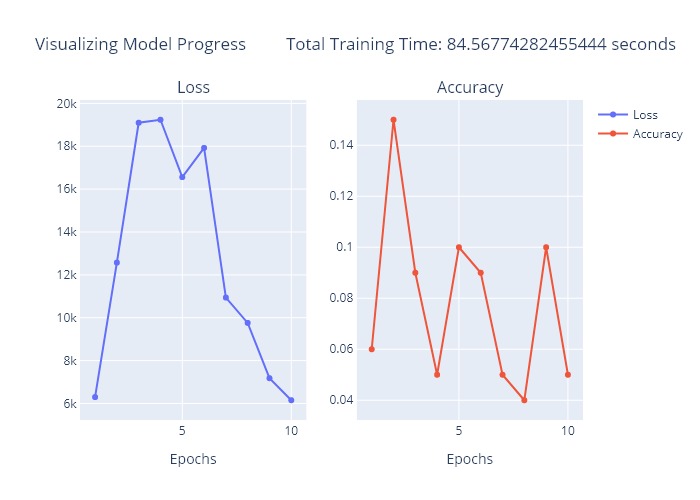 Visualizing Model Progress Total Training Time: 84.56774282455444 seconds
Loss
Accuracy
20k
18k
16k
14k
12k
10k
8k
6k
5
10
Epochs
0.14
0.12
0.1
0.08
0.06
0.04
5
10
Epochs
Loss
Accuracy